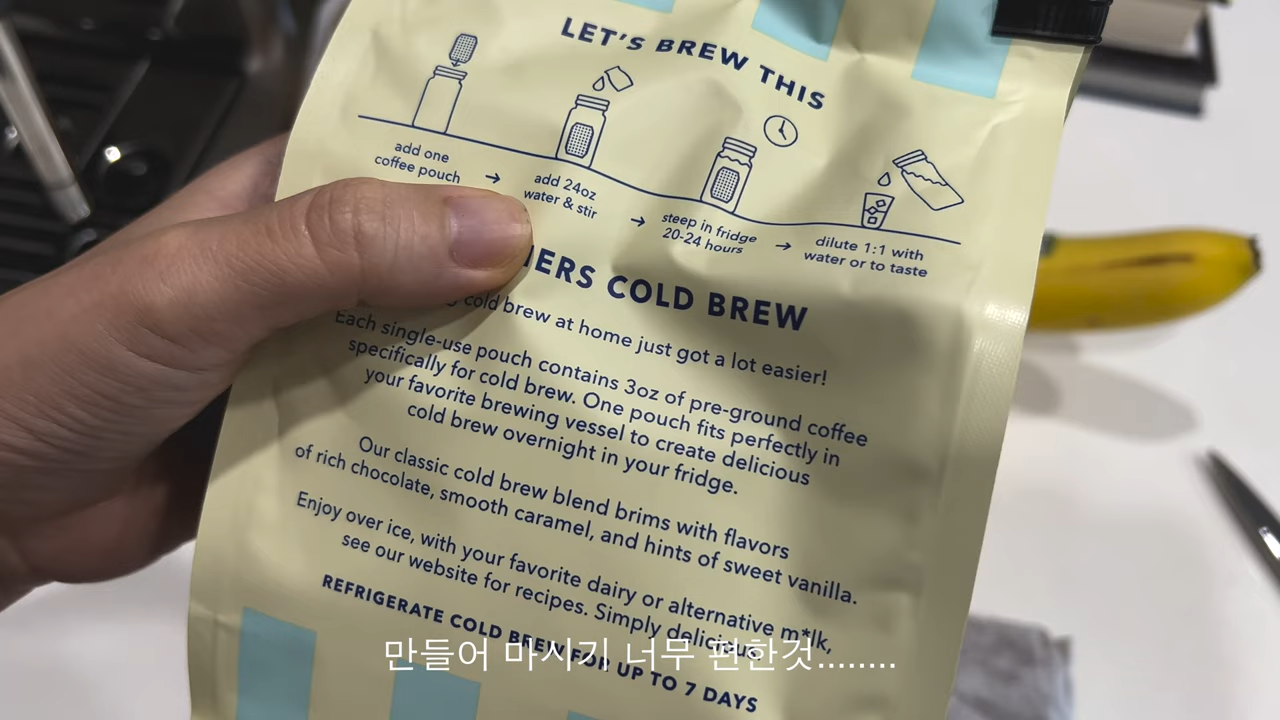 LET'S BREW THIS
add one
coffee pouch
→
add 24oz
water & stir
→
steep in fridge
20-24 hours
→
dilute 1:1 with
water or to taste
COLD BREW
cold brew at home just got a lot easier!
Each single-use pouch contains 3oz of pre-ground coffee
specifically for cold brew. One pouch fits perfectly in
your favorite brewing vessel to create delicious
cold brew overnight in your fridge.
Our classic cold brew blend brims with flavors
of rich chocolate, smooth caramel, and hints of sweet vanilla.
Enjoy over ice, with your favorite dairy or alternative m*lk,
see our website for recipes. Simply delicious.
REFRIGERATE COLD BREW FOR UP TO 7 DAYS
만들어 마시기 너무 편한것........